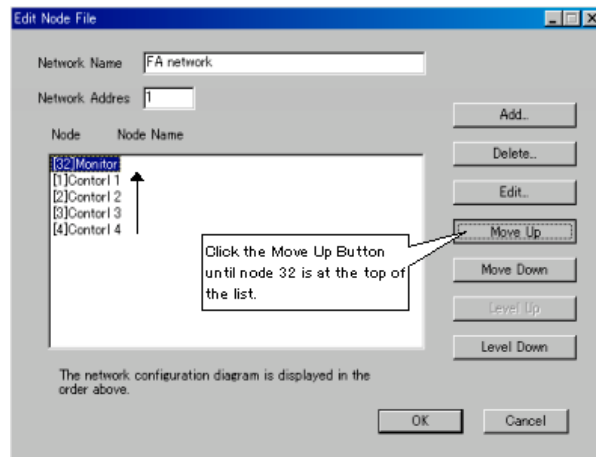 Edit Node File
Network Name FA network
Network Addres 1
Add..
Node Node Name
Delete..
[32]Monitor
[1]Contorl 1
[2]Contorl 2
[3]Contorl 3
[4]Contorl 4
Edit..
Move Up
Click the Move Up Button
until node 32 is at the top of
the list.
Move Down
Level Up
Level Down
The network configuration diagram is displayed in the
order above.
OK Cancel